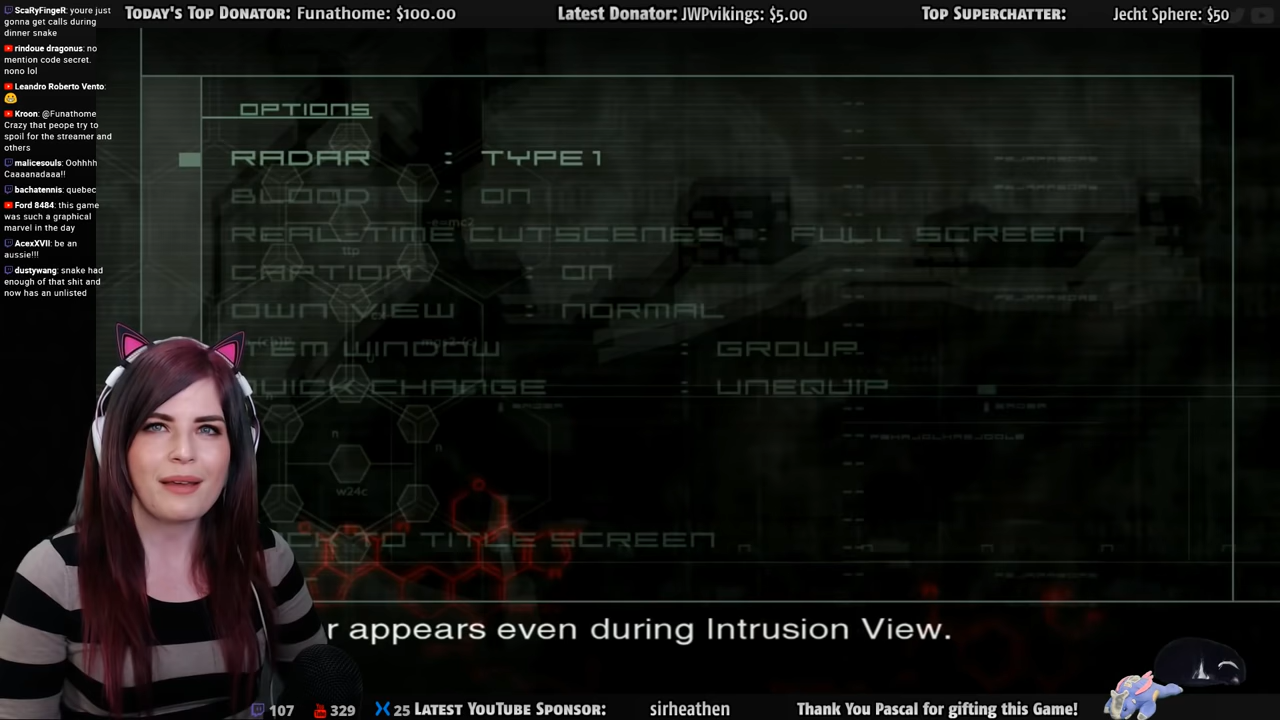 TODAY'S TOP DONATOR: Funathome: $100.00
LATEST DONATOR: JWPvikings: $5.00
TOP SUPERCHATTER: Jecht Sphere: $50
ScaRyFingeR: youre just
gonna get calls during
dinner snake
rindoue dragonus: no
mention code secret.
nono lol
Leandro Roberto Vento:
Kroon: @Funathome
Crazy that peope try to
spoil for the streamer and
others
malicesouls: Oohhhh
Caaaanadaaa!!
bachatennis: quebec
Ford 8484: this game
was such a graphical
marvel in the day
AcexXVII: be an
aussie!!!
dustywang: snake had
enough of that shit and
now has an unlisted
OPTIONS
RADAR : TYPE 1
BLOOD : ON
REAL-TIME CUTSCENES : FULL SCREEN
CAPTION : ON
OWN VIEW : NORMAL
TEM WINDOW : GROUP
QUICK CHANGE : UNEQUIP
CK TO TITLE SCREEN
-e=mc2
ttp
n
n
w24c
r appears even during Intrusion View.
107 329 25 LATEST YOUTUBE SPONSOR: sirheathen
THANK YOU PASCAL FOR GIFTING THIS GAME!